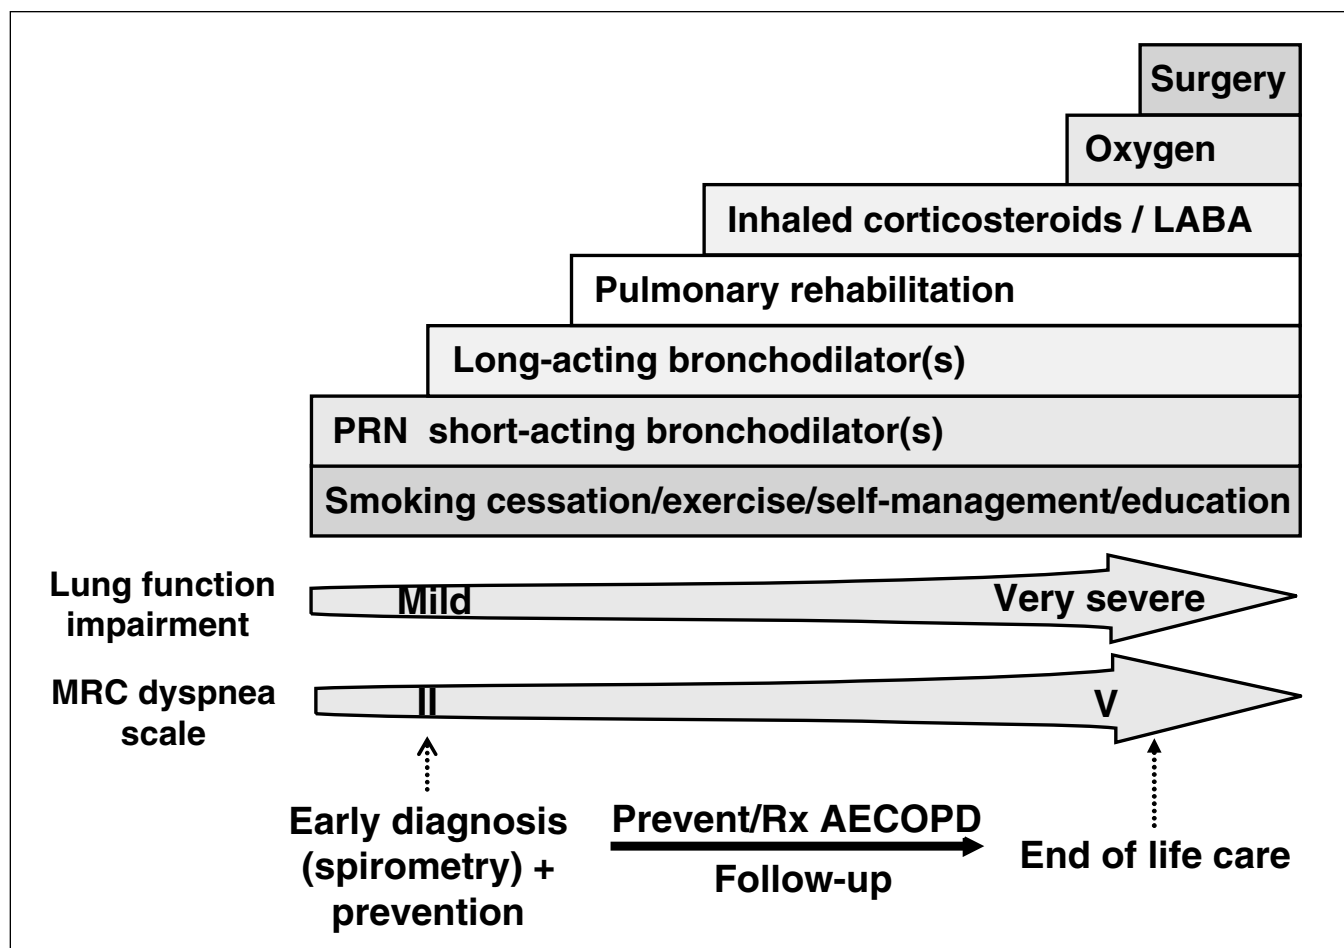 Surgery
Oxygen
Inhaled corticosteroids / LABA
Pulmonary rehabilitation
Long-acting bronchodilator(s)
PRN short-acting bronchodilator(s)
Smoking cessation/exercise/self-management/education
Lung function
impairment
Mild
Very severe
MRC dyspnea
scale
II
V
Early diagnosis
(spirometry) +
prevention
Prevent/Rx AECOPD
Follow-up
End of life care